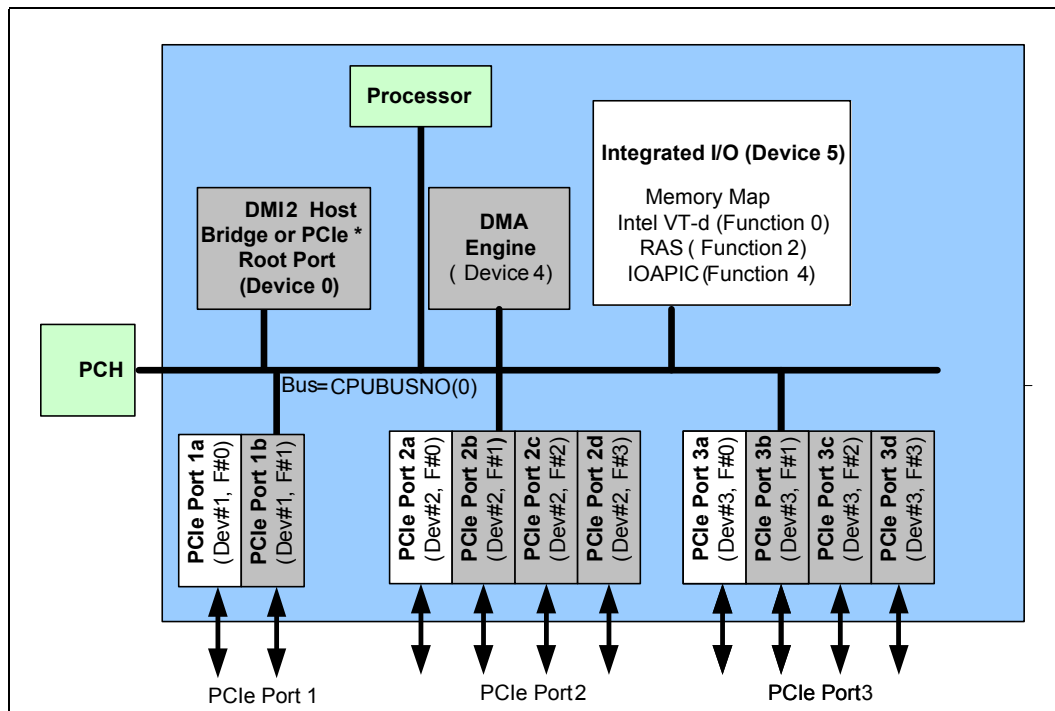 Processor
Integrated I/O (Device 5)
Memory Map
Intel VT-d (Function 0)
RAS ( Function 2)
IOAPIC (Function 4)
DMI2 Host
Bridge or PCIe *
Root Port
(Device 0)
DMA
Engine
( Device 4)
PCH
Bus=CPUBUSNO(0)
PCIe Port 1a
(Dev#1, F#0)
PCIe Port 1b
(Dev#1, F#1)
PCIe Port 2a
(Dev#2, F#0)
PCIe Port 2b
(Dev#2, F#1)
PCIe Port 2c
(Dev#2, F#2)
PCIe Port 2d
(Dev#2, F#3)
PCIe Port 3a
(Dev#3, F#0)
PCIe Port 3b
(Dev#3, F#1)
PCIe Port 3c
(Dev#3, F#2)
PCIe Port 3d
(Dev#3, F#3)
PCIe Port 1
PCIe Port2
PCIe Port3